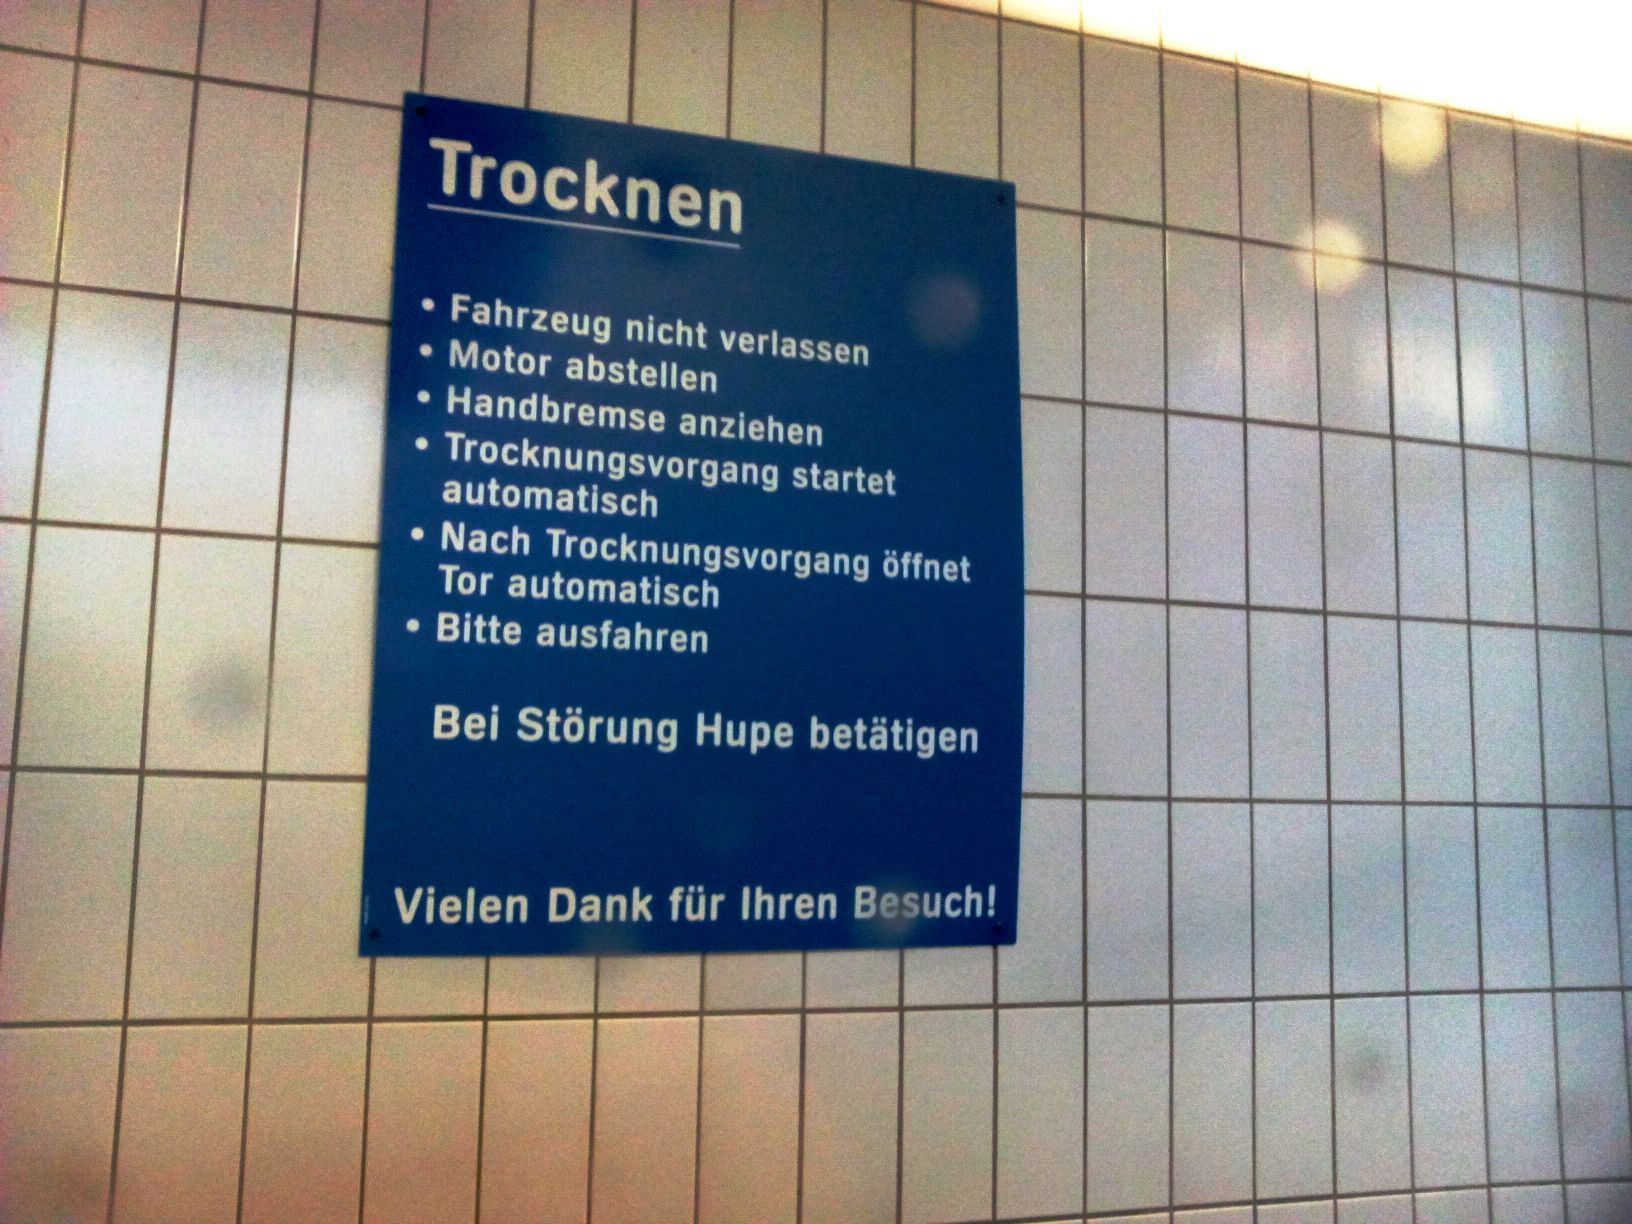 Trocknen
• Fahrzeug nicht verlassen
• Motor abstellen
• Handbremse anziehen
• Trocknungsvorgang startet
automatisch
• Nach Trocknungsvorgang öffnet
Tor automatisch
• Bitte ausfahren
Bei Störung Hupe betätigen
Vielen Dank für Ihren Besuch!